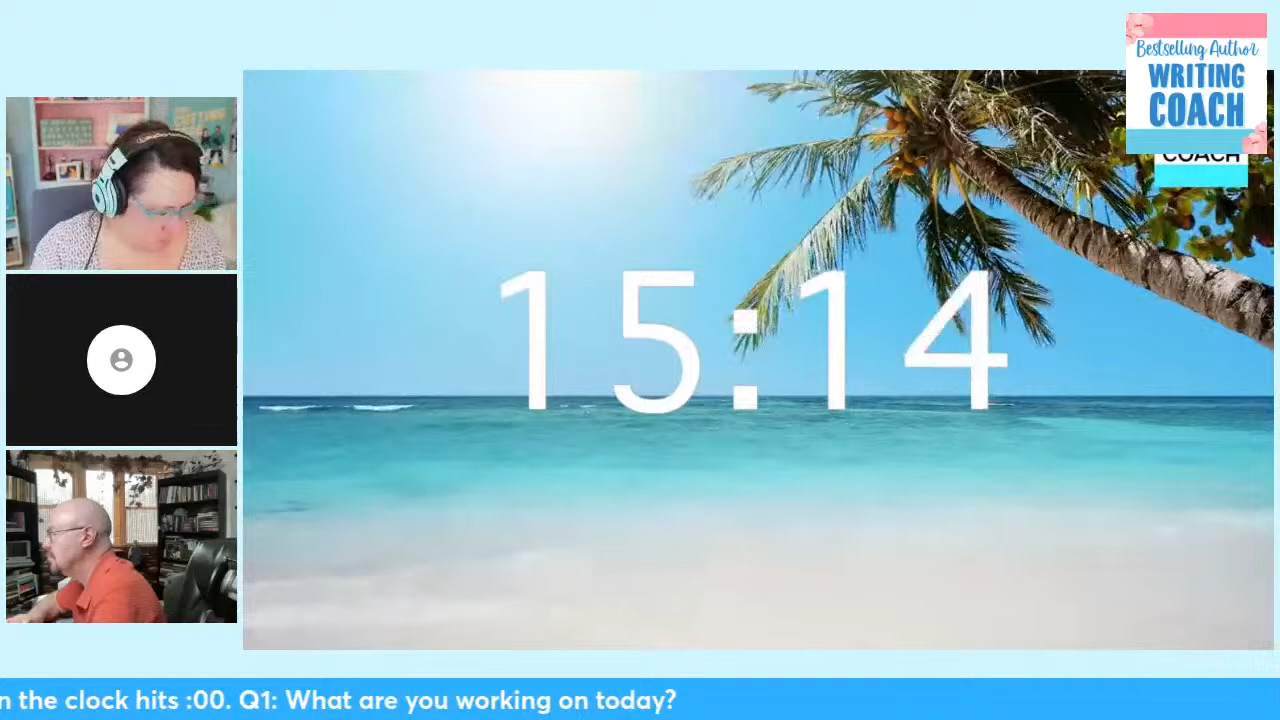 Bestselling Author
WRITING
COACH
COACH
15:14
n the clock hits :00. Q1: What are you working on today?